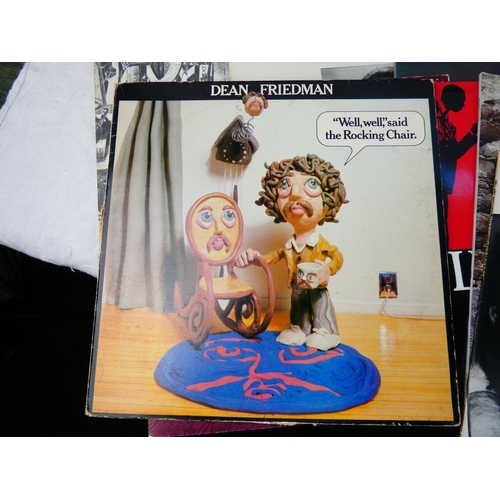 DEAN FRIEDMAN
“Well, well,” said
the Rocking Chair.